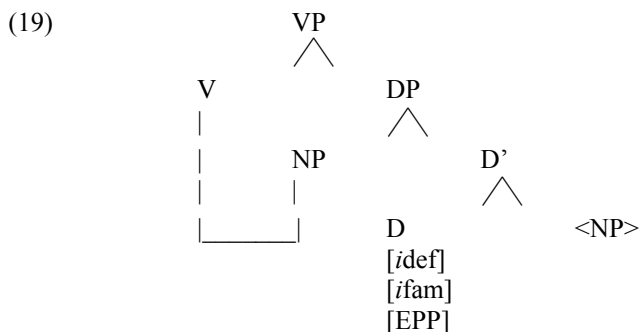 (19) VP
V DP
NP D’
D <NP>
[idef]
[ifam]
[EPP]